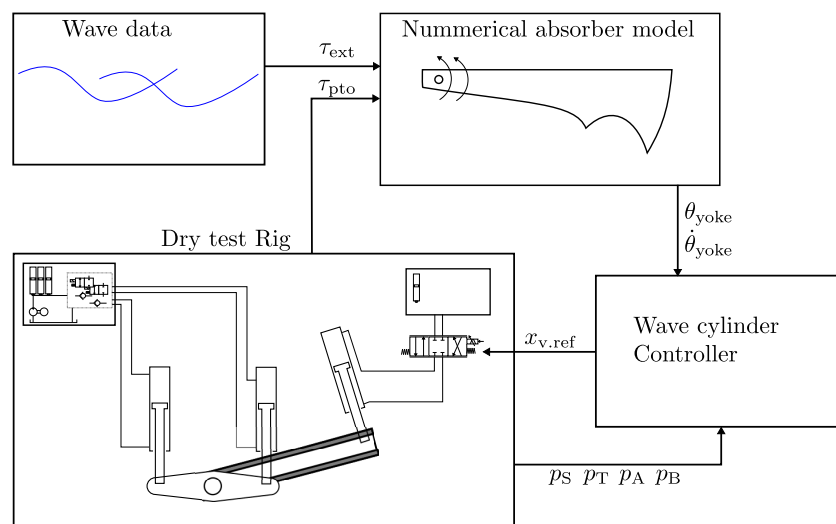 Wave data
Nummerical absorber model
τext
τpto
θyoke
θ̇yoke
Dry test Rig
Wave cylinder
Controller
xv.ref
pS pT pA pB